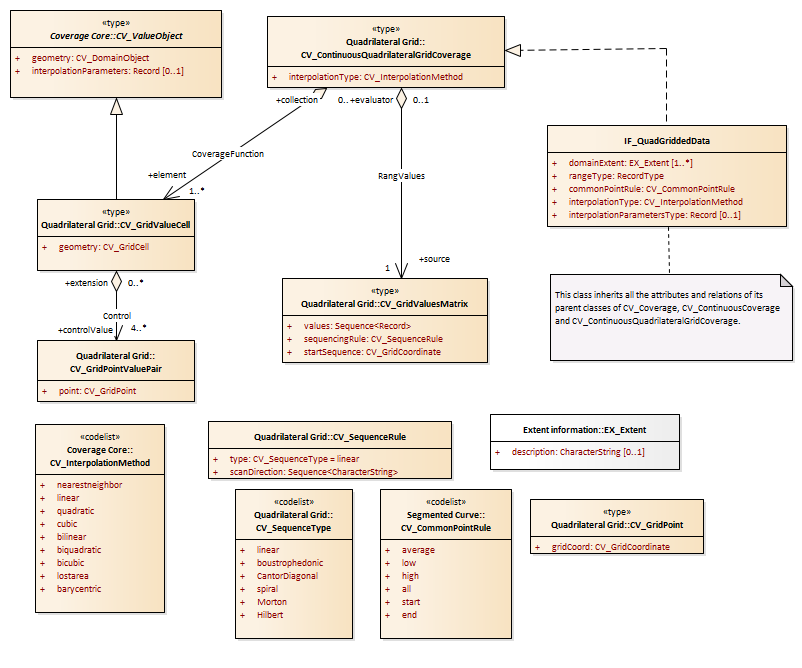 «type»
Coverage Core::CV_ValueObject
+ geometry: CV_DomainObject
+ interpolationParameters: Record [0..1]
«type»
Quadrilateral Grid::
CV_ContinuousQuadrilateralGridCoverage
+ interpolationType: CV_InterpolationMethod
+collection
0..
+evaluator
0..1
CoverageFunction
+element
1..*
RangValues
+source
1
IF_QuadGriddedData
+ domainExtent: EX_Extent [1..*]
+ rangeType: RecordType
+ commonPointRule: CV_CommonPointRule
+ interpolationType: CV_InterpolationMethod
+ interpolationParametersType: Record [0..1]
This class inherits all the attributes and relations of its
parent classes of CV_Coverage, CV_ContinuousCoverage
and CV_ContinuousQuadrilateralGridCoverage.
«type»
Quadrilateral Grid::CV_GridValueCell
+ geometry: CV_GridCell
+extension
0..*
Control
+controlValue
4..*
Quadrilateral Grid::
CV_GridPointValuePair
+ point: CV_GridPoint
«type»
Quadrilateral Grid::CV_GridValuesMatrix
+ values: Sequence<Record>
+ sequencingRule: CV_SequenceRule
+ startSequence: CV_GridCoordinate
«codelist»
Coverage Core::
CV_InterpolationMethod
+ nearestneighbor
+ linear
+ quadratic
+ cubic
+ bilinear
+ biquadratic
+ bicubic
+ lostarea
+ barycentric
Quadrilateral Grid::CV_SequenceRule
+ type: CV_SequenceType = linear
+ scanDirection: Sequence<CharacterString>
Extent information::EX_Extent
+ description: CharacterString [0..1]
«codelist»
Quadrilateral Grid::
CV_SequenceType
+ linear
+ boustrophedonic
+ CantorDiagonal
+ spiral
+ Morton
+ Hilbert
«codelist»
Segmented Curve::
CV_CommonPointRule
+ average
+ low
+ high
+ all
+ start
+ end
«type»
Quadrilateral Grid::CV_GridPoint
+ gridCoord: CV_GridCoordinate